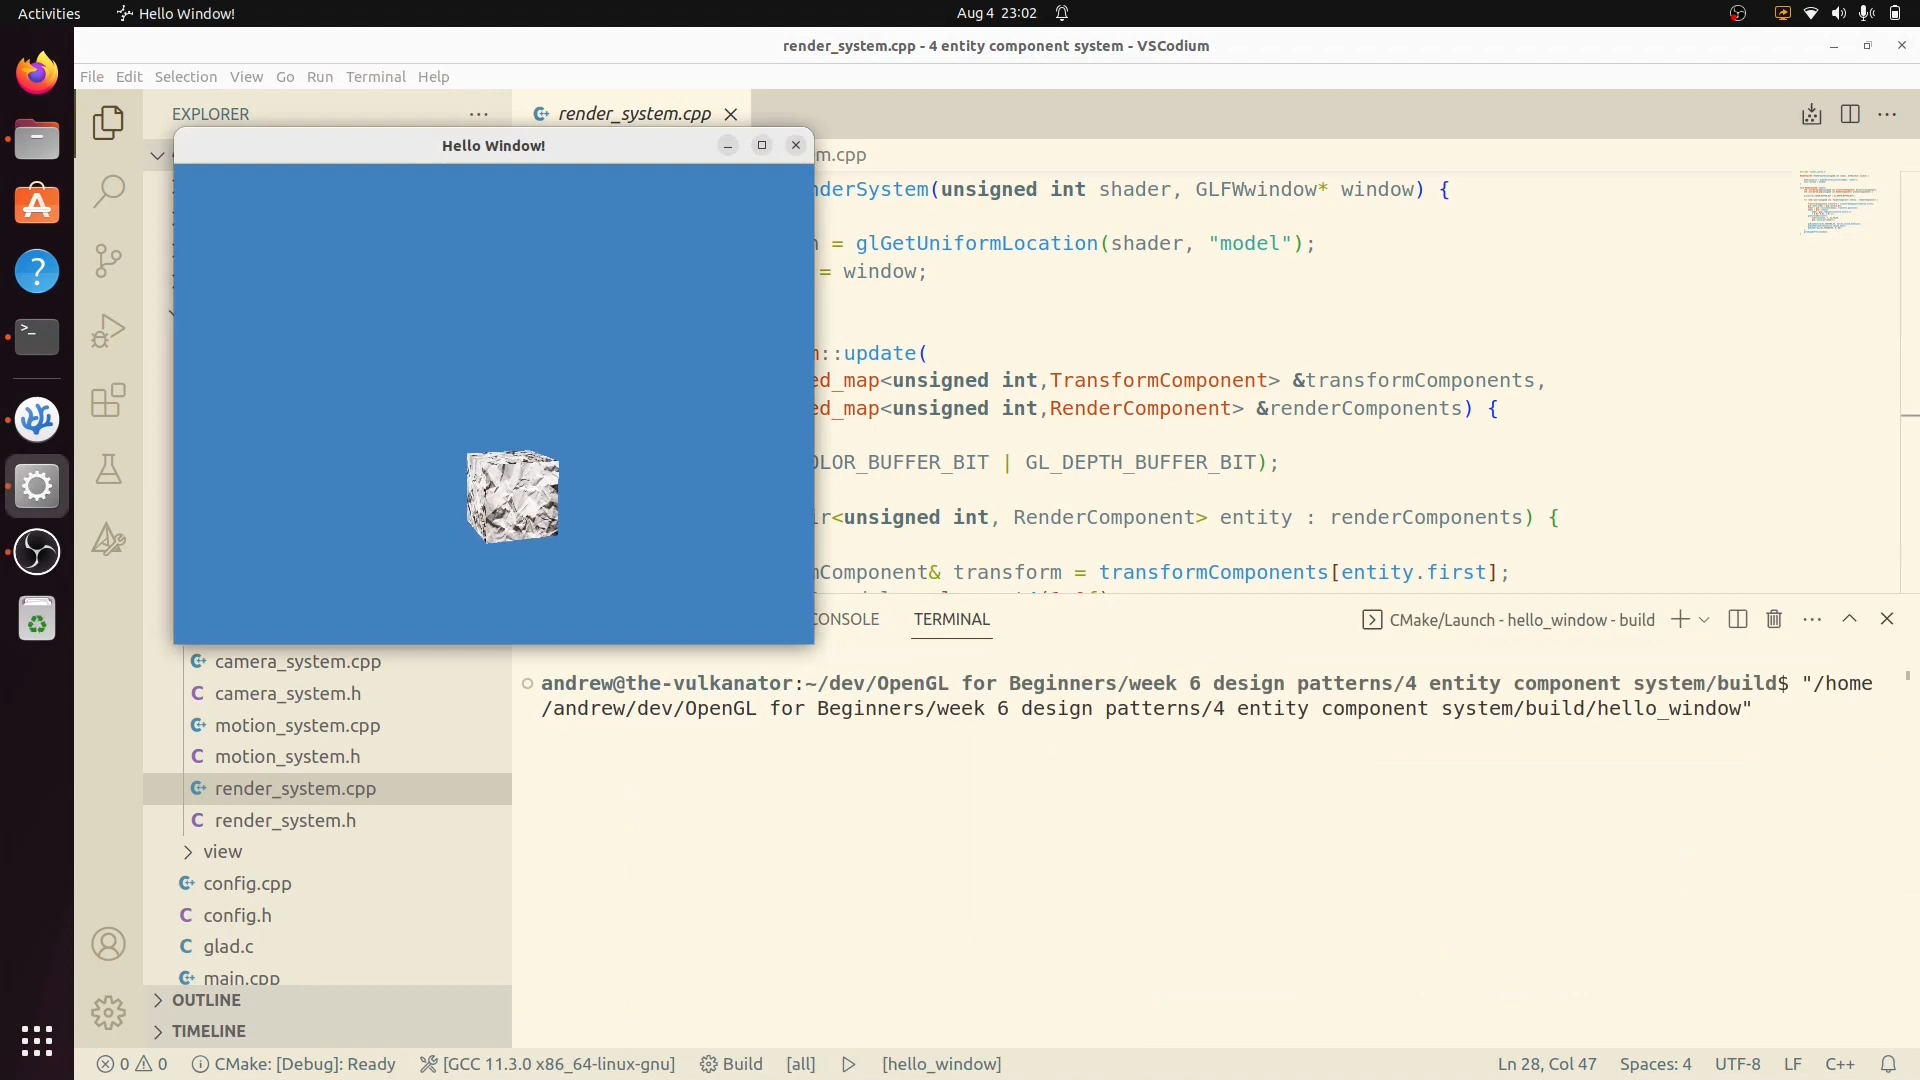 Activities
Hello Window!
Aug 4 23:02
render_system.cpp - 4 entity component system - VSCodium
File Edit Selection View Go Run Terminal Help
EXPLORER
render_system.cpp
Hello Window!
m.cpp
nderSystem(unsigned int shader, GLFWwindow* window) {
= glGetUniformLocation(shader, "model");
= window;
::update(
ed_map<unsigned int,TransformComponent> &transformComponents,
ed_map<unsigned int,RenderComponent> &renderComponents) {
OLOR_BUFFER_BIT | GL_DEPTH_BUFFER_BIT);
ir<unsigned int, RenderComponent> entity : renderComponents) {
mComponent& transform = transformComponents[entity.first];
CONSOLE
TERMINAL
CMake/Launch - hello_window - build
andrew@the-vulkanator:~/dev/OpenGL for Beginners/week 6 design patterns/4 entity component system/build$ "/home
/andrew/dev/OpenGL for Beginners/week 6 design patterns/4 entity component system/build/hello_window"
camera_system.cpp
camera_system.h
motion_system.cpp
motion_system.h
render_system.cpp
render_system.h
view
config.cpp
config.h
glad.c
main.cpp
OUTLINE
TIMELINE
0 0 CMake: [Debug]: Ready [GCC 11.3.0 x86_64-linux-gnu] Build [all] [hello_window] Ln 28, Col 47 Spaces: 4 UTF-8 LF C++